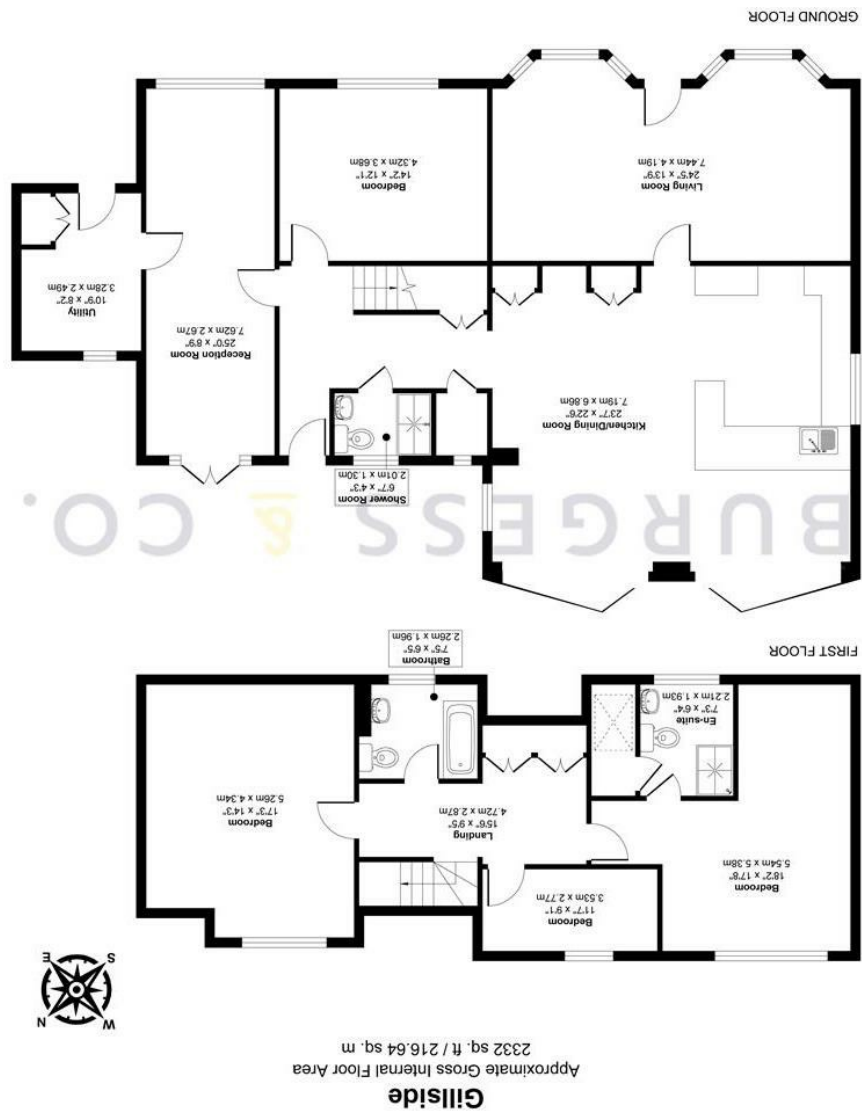 Gillside
Approximate Gross Internal Floor Area
2332 sq. ft / 216.64 sq. m
N
W
E
S
Bedroom
11'7" x 9'1"
3.53m x 2.77m
Bedroom
18'2" x 17'8"
5.54m x 5.38m
Landing
15'6" x 9'5"
4.72m x 2.87m
Bedroom
17'3" x 14'3"
5.26m x 4.34m
En-suite
7'3" x 6'4"
2.21m x 1.93m
Bathroom
7'5" x 6'5"
2.26m x 1.96m
FIRST FLOOR
BURGESS & CO.
Shower Room
6'7" x 4'3"
2.01m x 1.30m
Kitchen/Dining Room
23'7" x 22'6"
7.19m x 6.86m
Reception Room
25'0" x 8'9"
7.62m x 2.67m
Utility
10'9" x 8'2"
3.28m x 2.49m
Living Room
24'5" x 13'9"
7.44m x 4.19m
Bedroom
14'2" x 12'1"
4.32m x 3.68m
GROUND FLOOR